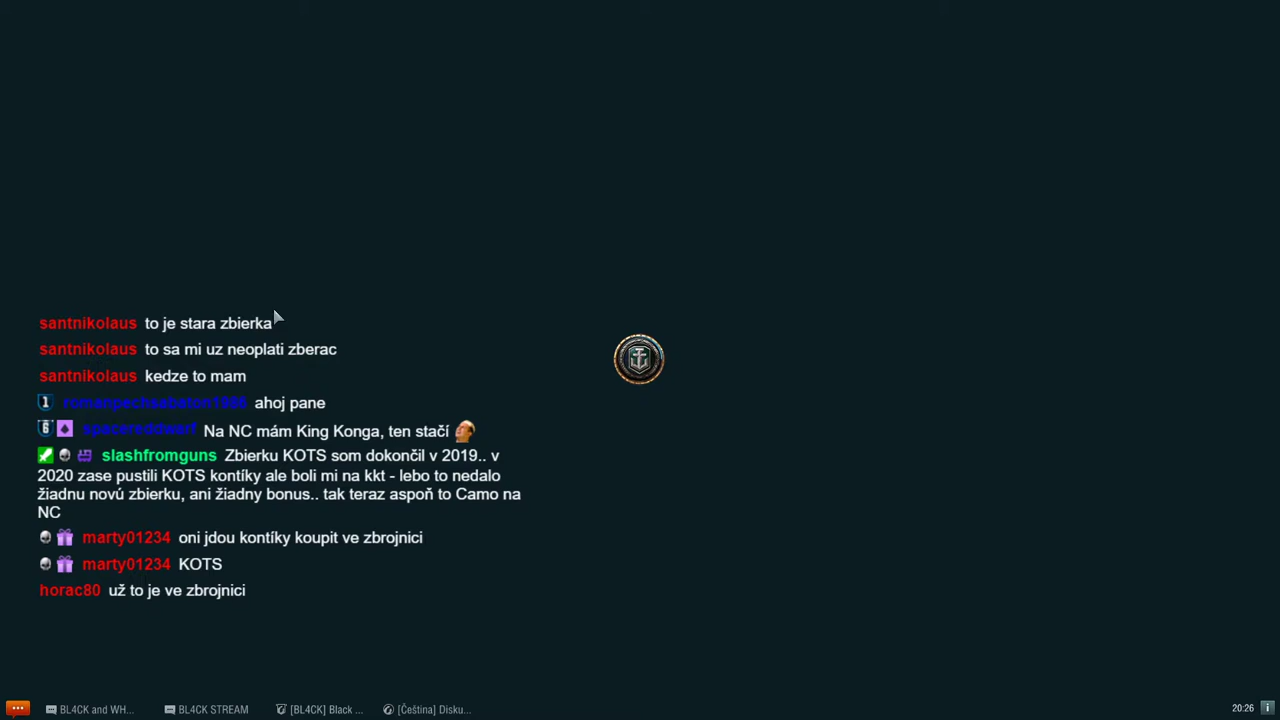 santnikolaus to je stara zbierka
santnikolaus to sa mi uz neoplati zberac
santnikolaus kedze to mam
1 romanpechsabaton1986 ahoj pane
6 spacereddwarf Na NC mám King Konga, ten stačí
slashfromguns Zbierku KOTS som dokončil v 2019.. v
2020 zase pustili KOTS kontíky ale boli mi na kkt - lebo to nedalo
žiadnu novú zbierku, ani žiadny bonus.. tak teraz aspoň to Camo na
NC
marty01234 oni jdou kontíky koupit ve zbrojnici
marty01234 KOTS
horac80 už to je ve zbrojnici
BL4CK and WH... BL4CK STREAM [BL4CK] Black ... [Čeština] Disku... 20:26